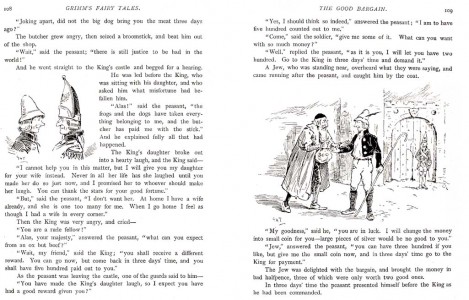 108
GRIMM'S FAIRY TALES.
"Joking apart, did not the big dog bring you the meat three days
ago?"
The butcher grew angry, then seized a broomstick, and beat him out
of the shop.
"Wait," said the peasant; "there is still justice to be had in the
world!"
And he went straight to the King's castle and begged for a hearing.
He was led before the King, who
was sitting with his daughter, and who
asked him what misfortune had be-
fallen him.
"Alas!" said the peasant, "the
frogs and the dogs have taken every-
thing belonging to me, and the but-
cher has paid me with the stick."
And he explained fully all that had
happened.
The King's daughter broke out
into a hearty laugh, and the King said—
"I cannot help you in this matter, but I will give you my daughter
for your wife instead. Never in all her life has she laughed until you
made her do so just now, and I promised her to whoever should make
her laugh. You can thank the stars for your good fortune."
"But," said the peasant, "I don't want her. At home I have a wife
already, and she is one too many for me. When I go home I feel as
though I had a wife in every corner."
Then the King was very angry, and cried—
"You are a rude fellow!"
"Alas, your majesty," answered the peasant, "what can you expect
from an ox but beef?"
"Wait, my friend," said the King; "you shall receive a different
reward. You can go now, but come back in three days' time, and you
shall have five hundred paid out to you."
As the peasant was leaving the castle, one of the guards said to him—
"You have made the King's daughter laugh, so I expect you have
had a good reward given you?"
THE GOOD BARGAIN.
109
"Yes, I should think so indeed," answered the peasant; "I am to have
five hundred counted out to me."
"Come," said the soldier, "give me some of it. What can you want
with so much money?"
"Well," replied the peasant, "as it is you, I will let you have two
hundred. Go to the King in three days' time and demand it."
A Jew, who was standing near, overheard what they were saying, and
came running after the peasant, and caught him by the coat.
"My goodness," said he, "you are in luck. I will change the money
into small coin for you—large pieces of silver would be no good to you."
"Jew," answered the peasant, "you can have three hundred if you
like, but give me the small coin now, and in three days' time go to the
King for payment."
The Jew was delighted with the bargain, and brought the money in
bad halfpence, three of which were only worth two good ones.
In three days' time the peasant presented himself before the King as
he had been commanded.